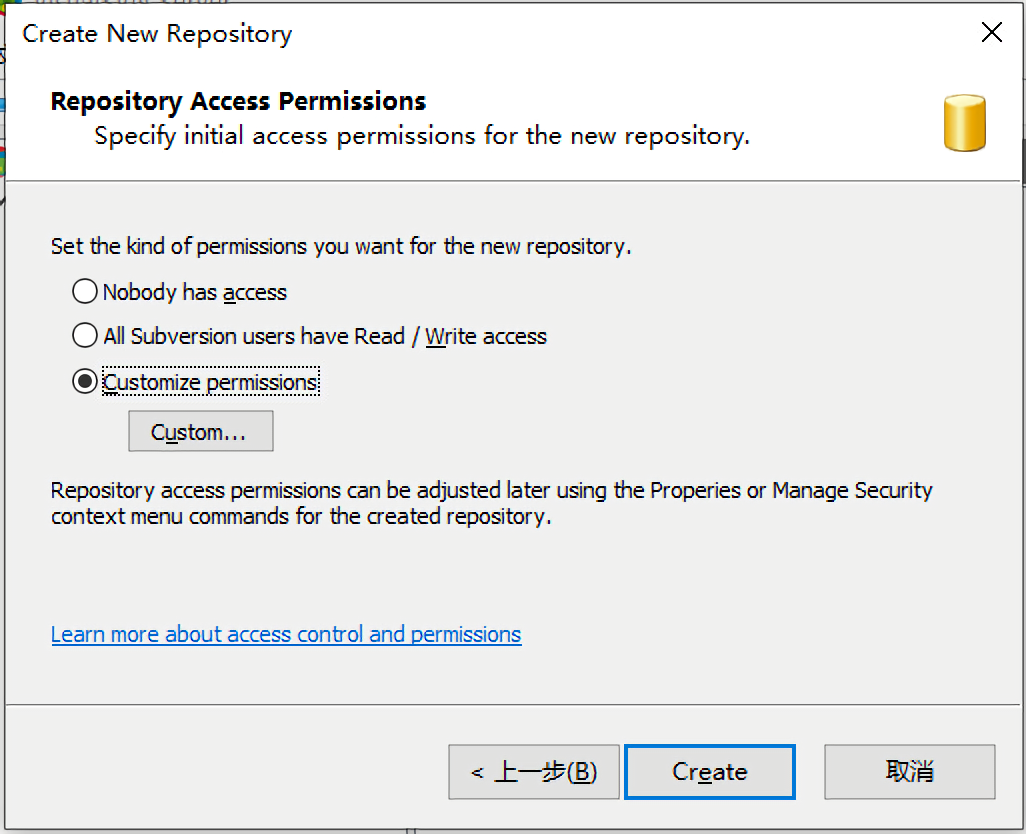 Create New Repository
Repository Access Permissions
Specify initial access permissions for the new repository.
Set the kind of permissions you want for the new repository.
Nobody has access
All Subversion users have Read / Write access
Customize permissions
Custom...
Repository access permissions can be adjusted later using the Properies or Manage Security
context menu commands for the created repository.
Learn more about access control and permissions
< 上一步(B)
Create
取消